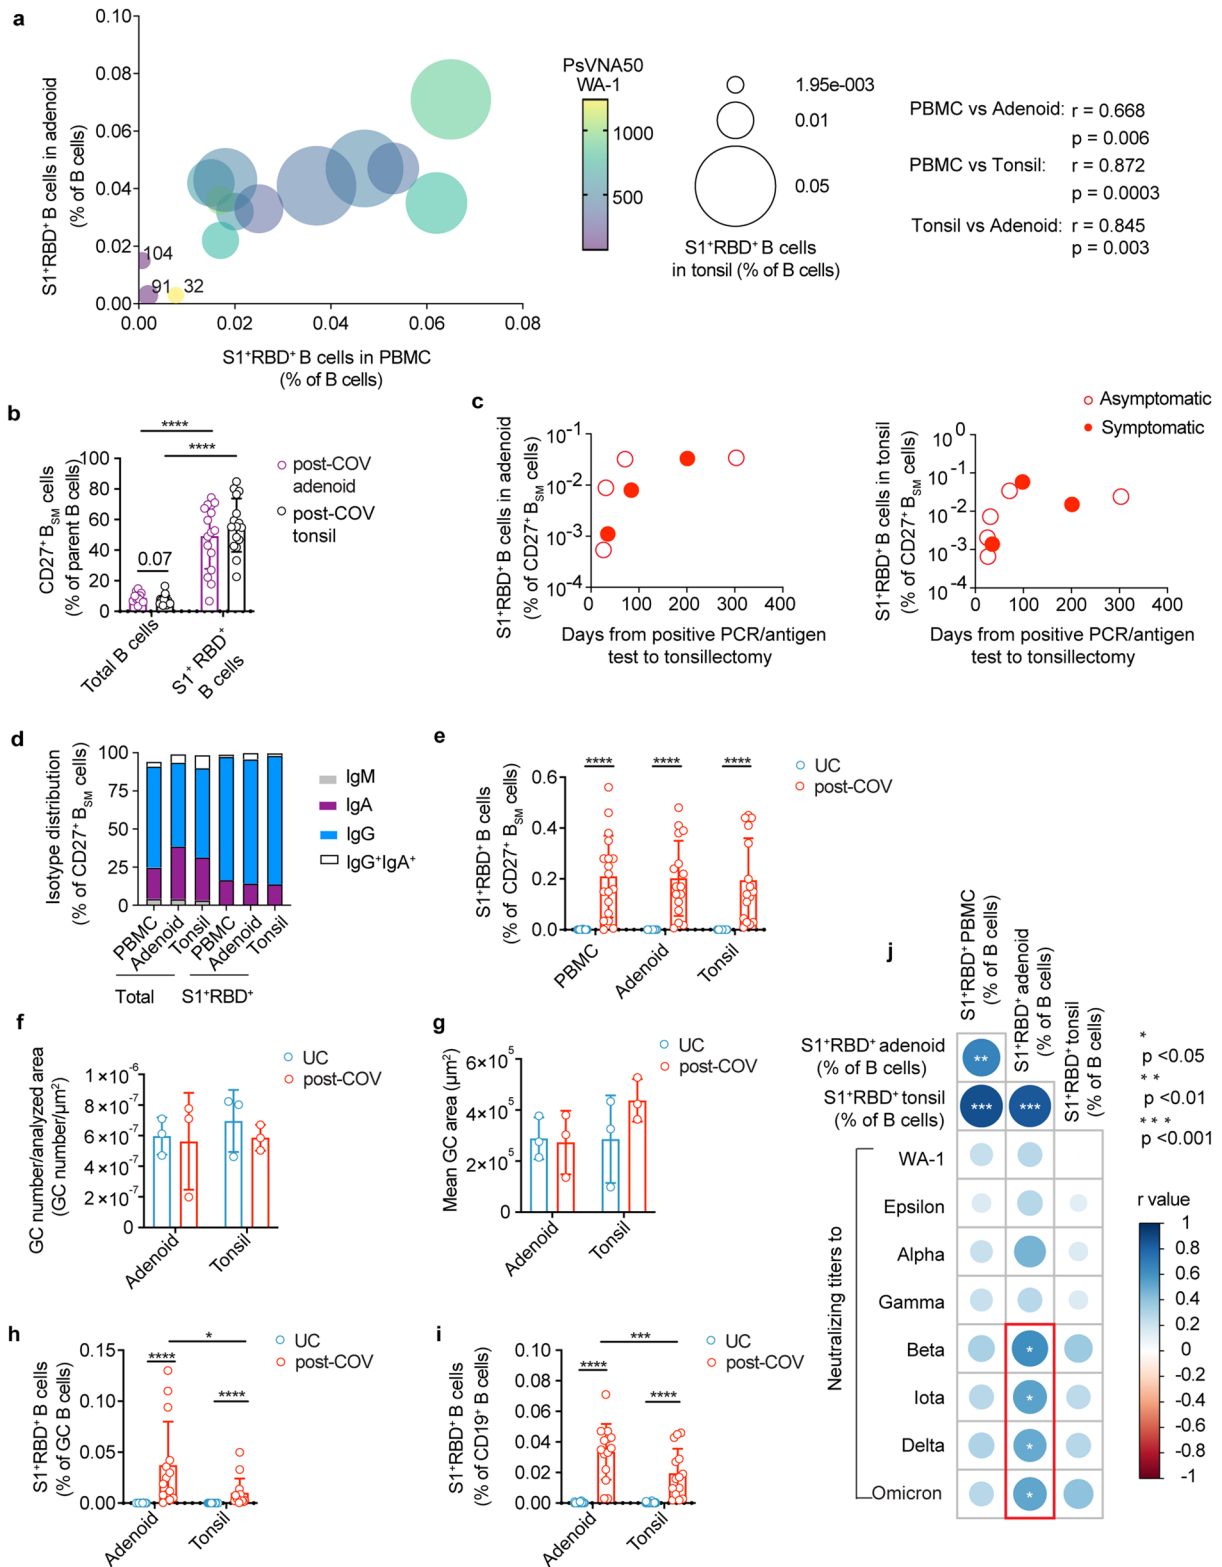 a
0.10
0.08
0.06
0.04
0.02
0.00
S1⁺RBD⁺ B cells in adenoid
(% of B cells)
104
91
32
0.00
0.02
0.04
0.06
0.08
S1⁺RBD⁺ B cells in PBMC
(% of B cells)
PsVNA50
WA-1
1000
500
1.95e-003
0.01
0.05
S1⁺RBD⁺ B cells
in tonsil (% of B cells)
PBMC vs Adenoid: r = 0.668
p = 0.006
PBMC vs Tonsil: r = 0.872
p = 0.0003
Tonsil vs Adenoid: r = 0.845
p = 0.003
b
CD27⁺ B_SM cells
(% of parent B cells)
100
80
60
40
20
0
****
****
0.07
Total B cells
S1⁺ RBD⁺
B cells
post-COV
adenoid
post-COV
tonsil
c
S1⁺RBD⁺ B cells in adenoid
(% of CD27⁺ B_SM cells)
10⁻¹
10⁻²
10⁻³
10⁻⁴
0
100
200
300
400
Days from positive PCR/antigen
test to tonsillectomy
S1⁺RBD⁺ B cells in tonsil
(% of CD27⁺ B_SM cells)
10⁰
10⁻¹
10⁻²
10⁻³
10⁻⁴
0
100
200
300
400
Days from positive PCR/antigen
test to tonsillectomy
Asymptomatic
Symptomatic
d
Isotype distribution
(% of CD27⁺ B_SM cells)
100
75
50
25
0
PBMC
Adenoid
Tonsil
PBMC
Adenoid
Tonsil
Total
S1⁺RBD⁺
IgM
IgA
IgG
IgG⁺IgA⁺
e
S1⁺RBD⁺ B cells
(% of CD27⁺ B_SM cells)
0.6
0.4
0.2
0.0
****
****
****
PBMC
Adenoid
Tonsil
UC
post-COV
f
GC number/analyzed area
(GC number/µm²)
1×10⁻⁶
8×10⁻⁷
6×10⁻⁷
4×10⁻⁷
2×10⁻⁷
0
Adenoid
Tonsil
UC
post-COV
g
Mean GC area (µm²)
6×10⁵
4×10⁵
2×10⁵
0
Adenoid
Tonsil
UC
post-COV
h
S1⁺RBD⁺ B cells
(% of GC B cells)
0.15
0.10
0.05
0.00
****
*
****
Adenoid
Tonsil
UC
post-COV
i
S1⁺RBD⁺ B cells
(% of CD19⁺ B cells)
0.10
0.08
0.06
0.04
0.02
0.00
****
***
****
Adenoid
Tonsil
UC
post-COV
j
S1⁺RBD⁺ PBMC
(% of B cells)
S1⁺RBD⁺ adenoid
(% of B cells)
S1⁺RBD⁺ tonsil
(% of B cells)
S1⁺RBD⁺ adenoid
(% of B cells)
**
S1⁺RBD⁺ tonsil
(% of B cells)
***
***
Neutralizing titers to
WA-1
Epsilon
Alpha
Gamma
Beta
*
Iota
*
Delta
*
Omicron
*
*
p <0.05
**
p <0.01
***
p <0.001
r value
1
0.8
0.6
0.4
0.2
0
-0.2
-0.4
-0.6
-0.8
-1